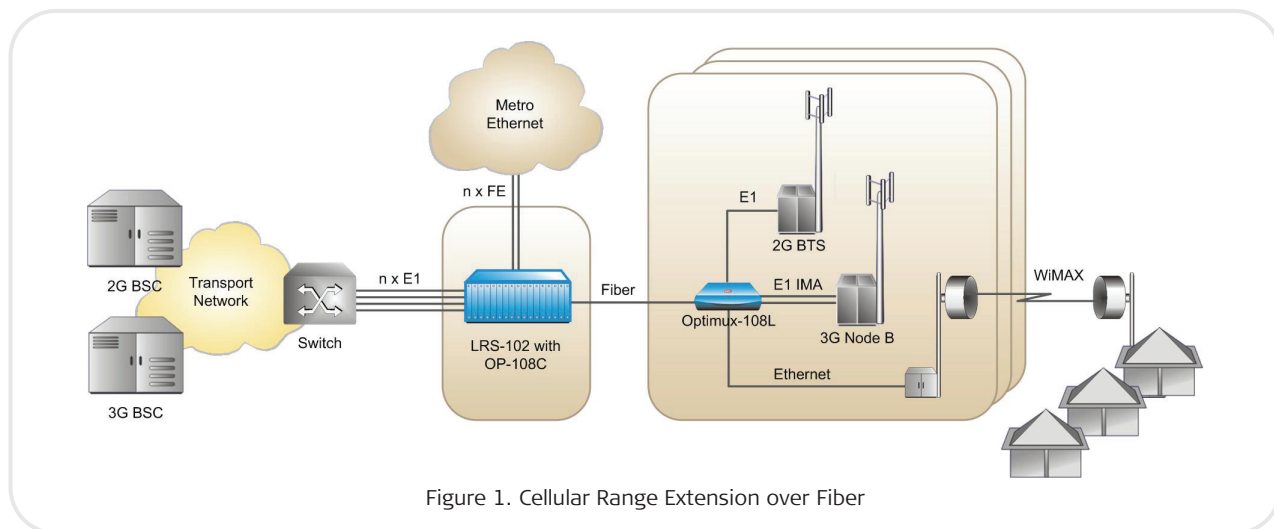 Metro
Ethernet
n x FE
E1
2G BTS
2G BSC
Transport
Network
n x E1
Fiber
E1 IMA
WiMAX
Optimux-108L
Switch
LRS-102 with
OP-108C
3G Node B
Ethernet
3G BSC
Figure 1. Cellular Range Extension over Fiber